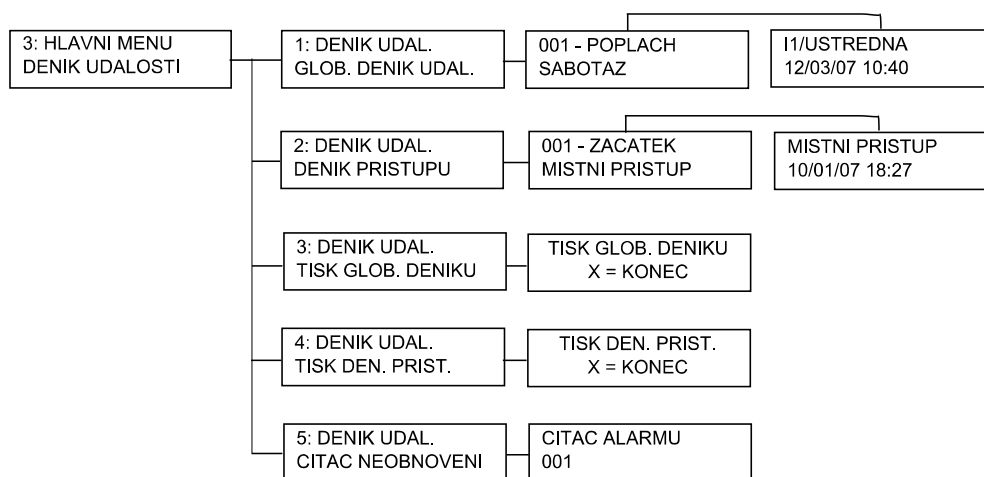 3: HLAVNI MENU
DENIK UDALOSTI
1: DENIK UDAL.
GLOB. DENIK UDAL.
001 - POPLACH
SABOTAZ
I1/USTREDNA
12/03/07 10:40
2: DENIK UDAL.
DENIK PRISTUPU
001 - ZACATEK
MISTNI PRISTUP
MISTNI PRISTUP
10/01/07 18:27
3: DENIK UDAL.
TISK GLOB. DENIKU
TISK GLOB. DENIKU
X = KONEC
4: DENIK UDAL.
TISK DEN. PRIST.
TISK DEN. PRIST.
X = KONEC
5: DENIK UDAL.
CITAC NEOBNOVENI
CITAC ALARMU
001